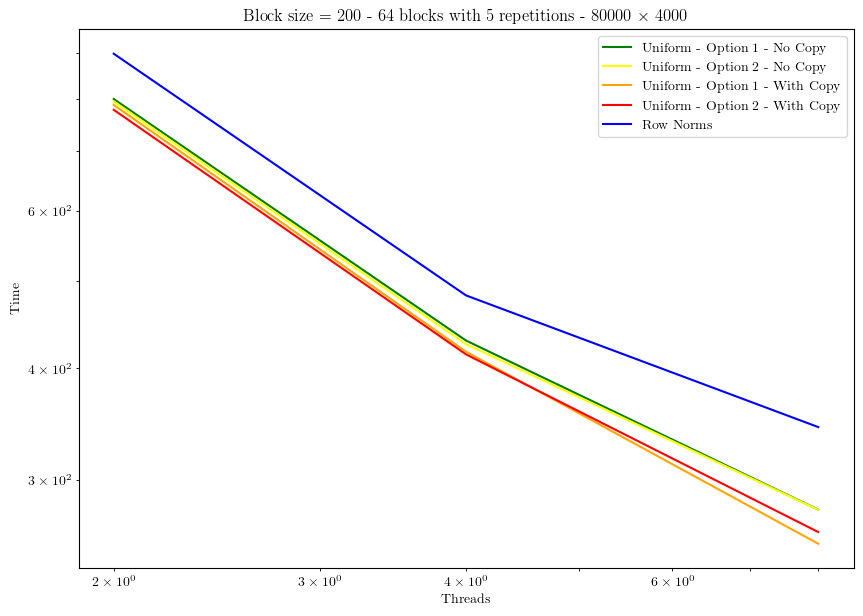 Block size = 200 - 64 blocks with 5 repetitions - 80000 × 4000
Uniform - Option 1 - No Copy
Uniform - Option 2 - No Copy
Uniform - Option 1 - With Copy
Uniform - Option 2 - With Copy
Row Norms
6 × 10²
4 × 10²
3 × 10²
Time
2 × 10⁰
3 × 10⁰
4 × 10⁰
6 × 10⁰
Threads